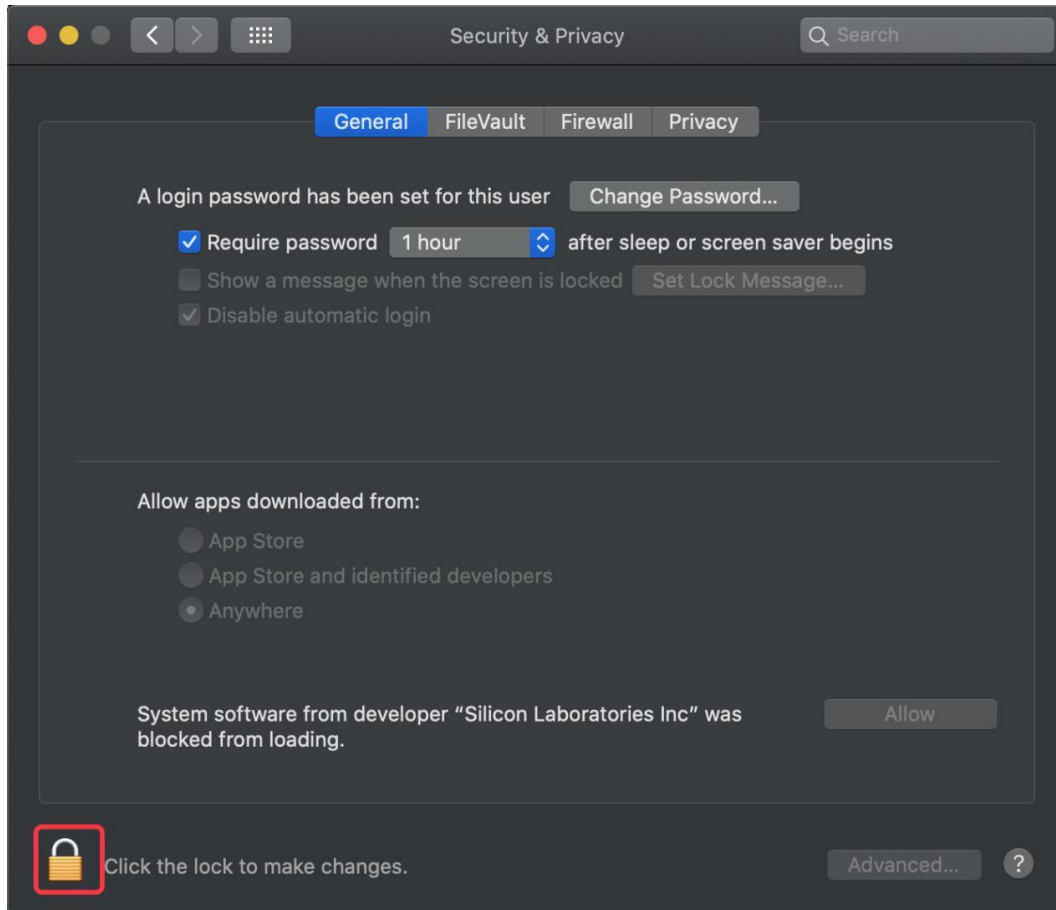 Security & Privacy
Search
General FileVault Firewall Privacy
A login password has been set for this user Change Password...
Require password 1 hour after sleep or screen saver begins
Show a message when the screen is locked Set Lock Message...
Disable automatic login
Allow apps downloaded from:
App Store
App Store and identified developers
Anywhere
System software from developer “Silicon Laboratories Inc” was Allow
blocked from loading.
Click the lock to make changes. Advanced... ?